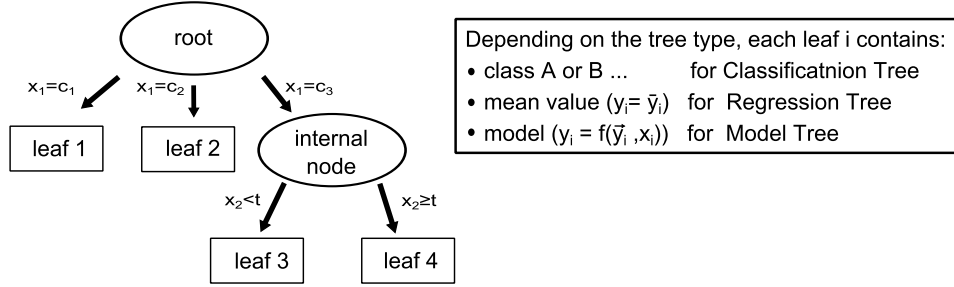 root
x₁=c₁
x₁=c₂
x₁=c₃
leaf 1
leaf 2
internal
node
x₂<t
x₂≥t
leaf 3
leaf 4
Depending on the tree type, each leaf i contains:
• class A or B ... for Classificatnion Tree
• mean value (yᵢ= ȳᵢ) for Regression Tree
• model (yᵢ = f(y⃗ᵢ ,xᵢ)) for Model Tree